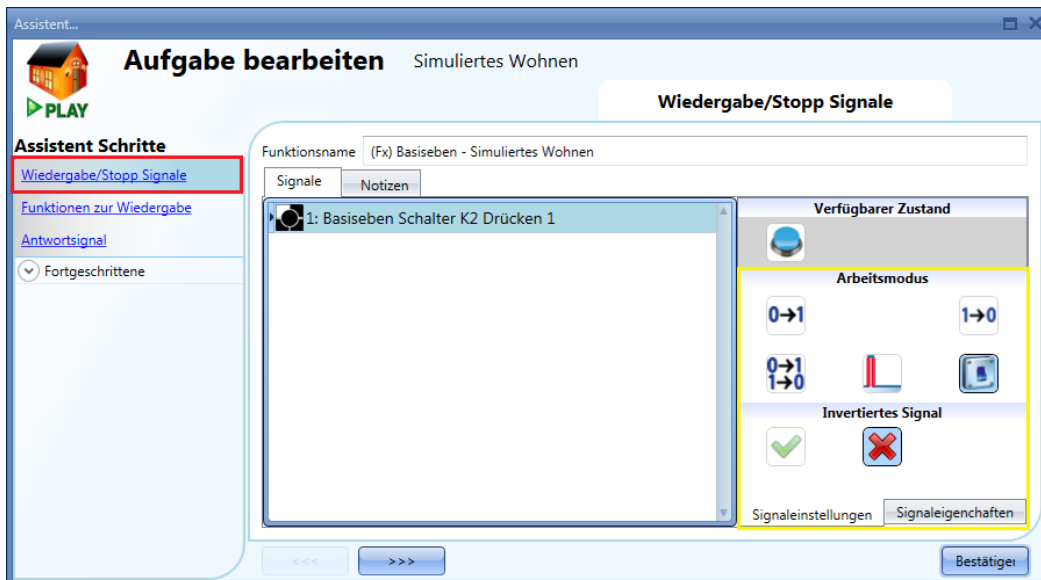 Assistent...
Aufgabe bearbeiten Simuliertes Wohnen
PLAY
Wiedergabe/Stopp Signale
Assistent Schritte
Wiedergabe/Stopp Signale
Funktionen zur Wiedergabe
Antwortsignal
Fortgeschrittene
Funktionsname (Fx) Basiseben - Simuliertes Wohnen
Signale Notizen
1: Basiseben Schalter K2 Drücken 1
Verfügbarer Zustand
Arbeitsmodus
0→1 1→0
0→1
1→0
Invertiertes Signal
Signaleinstellungen Signaleigenchaften
<<< >>> Bestätiger